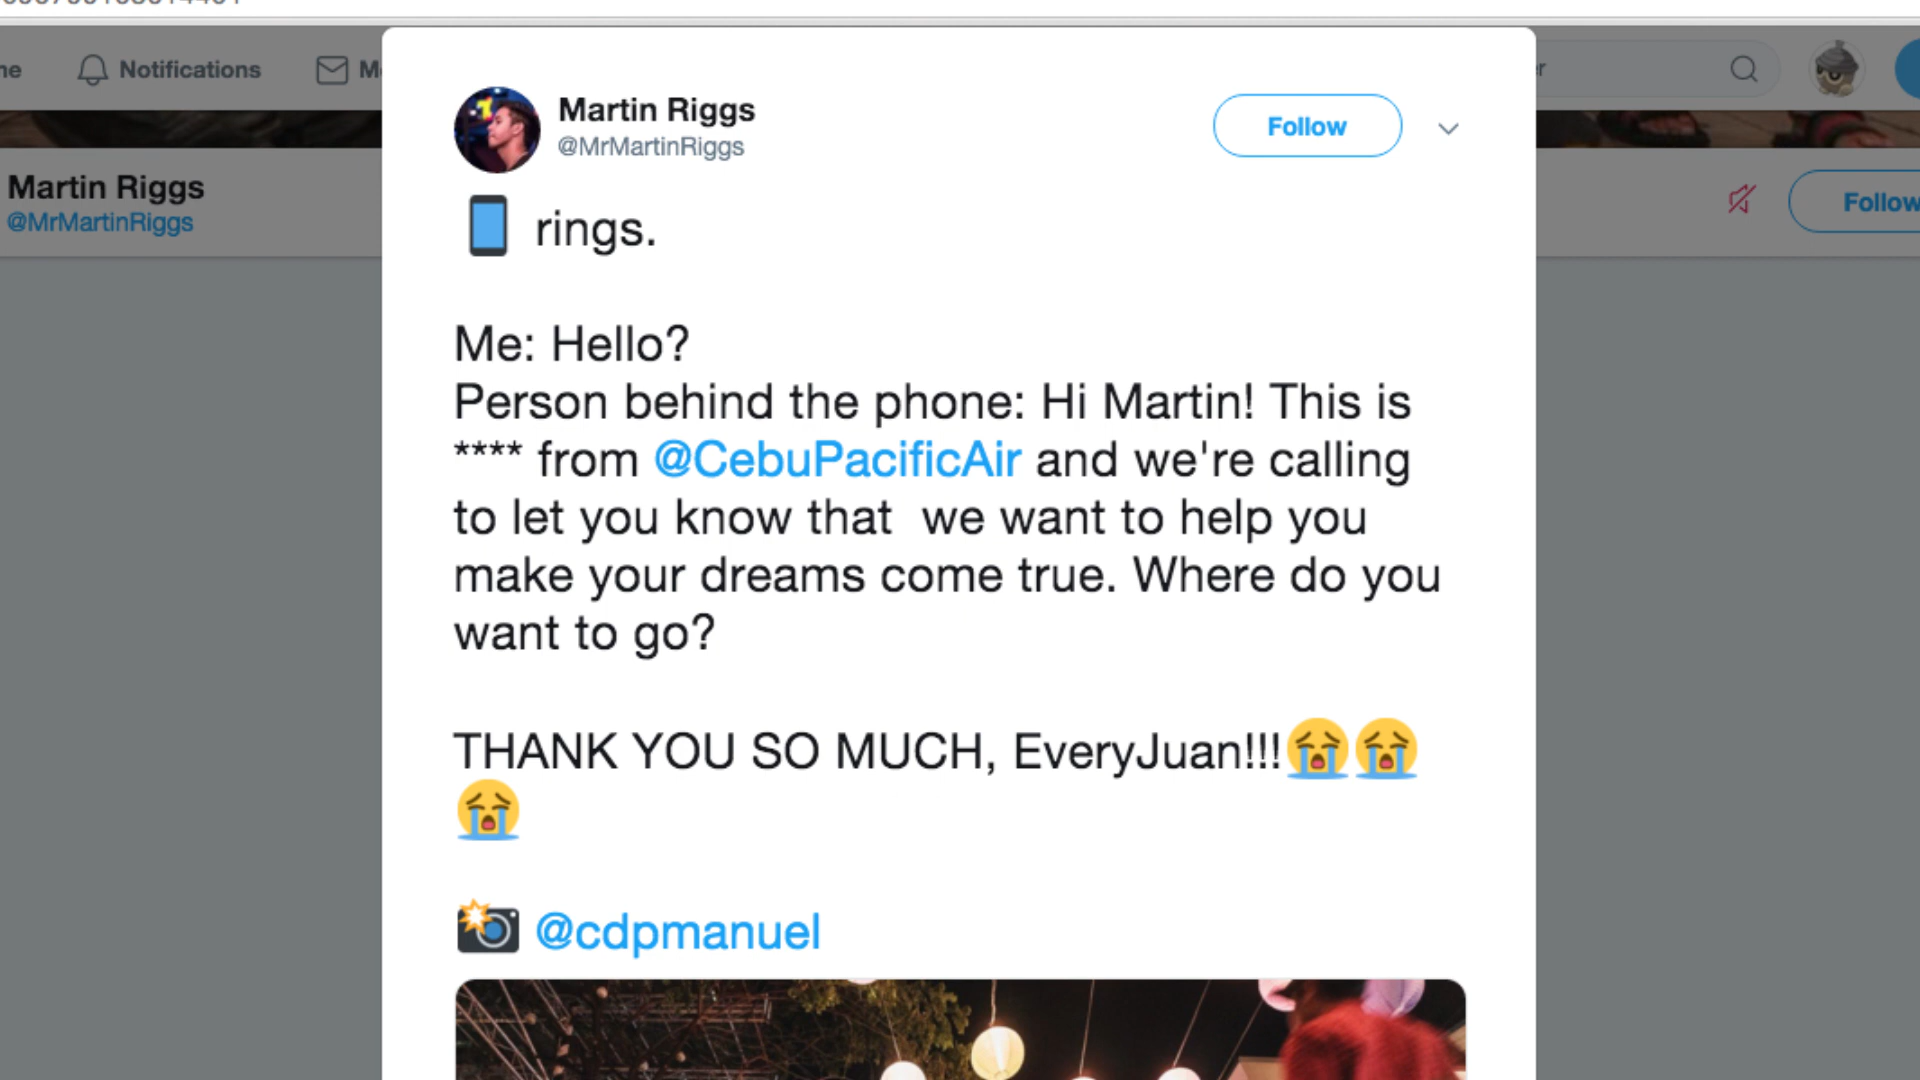 Notifications
Martin Riggs
@MrMartinRiggs
Follow
Martin Riggs
@MrMartinRiggs
Follow
rings.
Me: Hello?
Person behind the phone: Hi Martin! This is
**** from @CebuPacificAir and we're calling
to let you know that  we want to help you
make your dreams come true. Where do you
want to go?
THANK YOU SO MUCH, EveryJuan!!!😭😭
😭
📸 @cdpmanuel